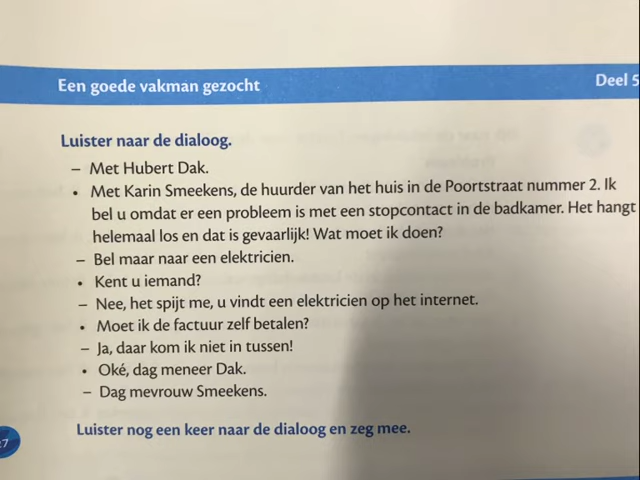 Een goede vakman gezocht
Deel 5
Luister naar de dialoog.
– Met Hubert Dak.
• Met Karin Smeekens, de huurder van het huis in de Poortstraat nummer 2. Ik
bel u omdat er een probleem is met een stopcontact in de badkamer. Het hangt
helemaal los en dat is gevaarlijk! Wat moet ik doen?
– Bel maar naar een elektricien.
• Kent u iemand?
– Nee, het spijt me, u vindt een elektricien op het internet.
• Moet ik de factuur zelf betalen?
– Ja, daar kom ik niet in tussen!
• Oké, dag meneer Dak.
– Dag mevrouw Smeekens.
Luister nog een keer naar de dialoog en zeg mee.